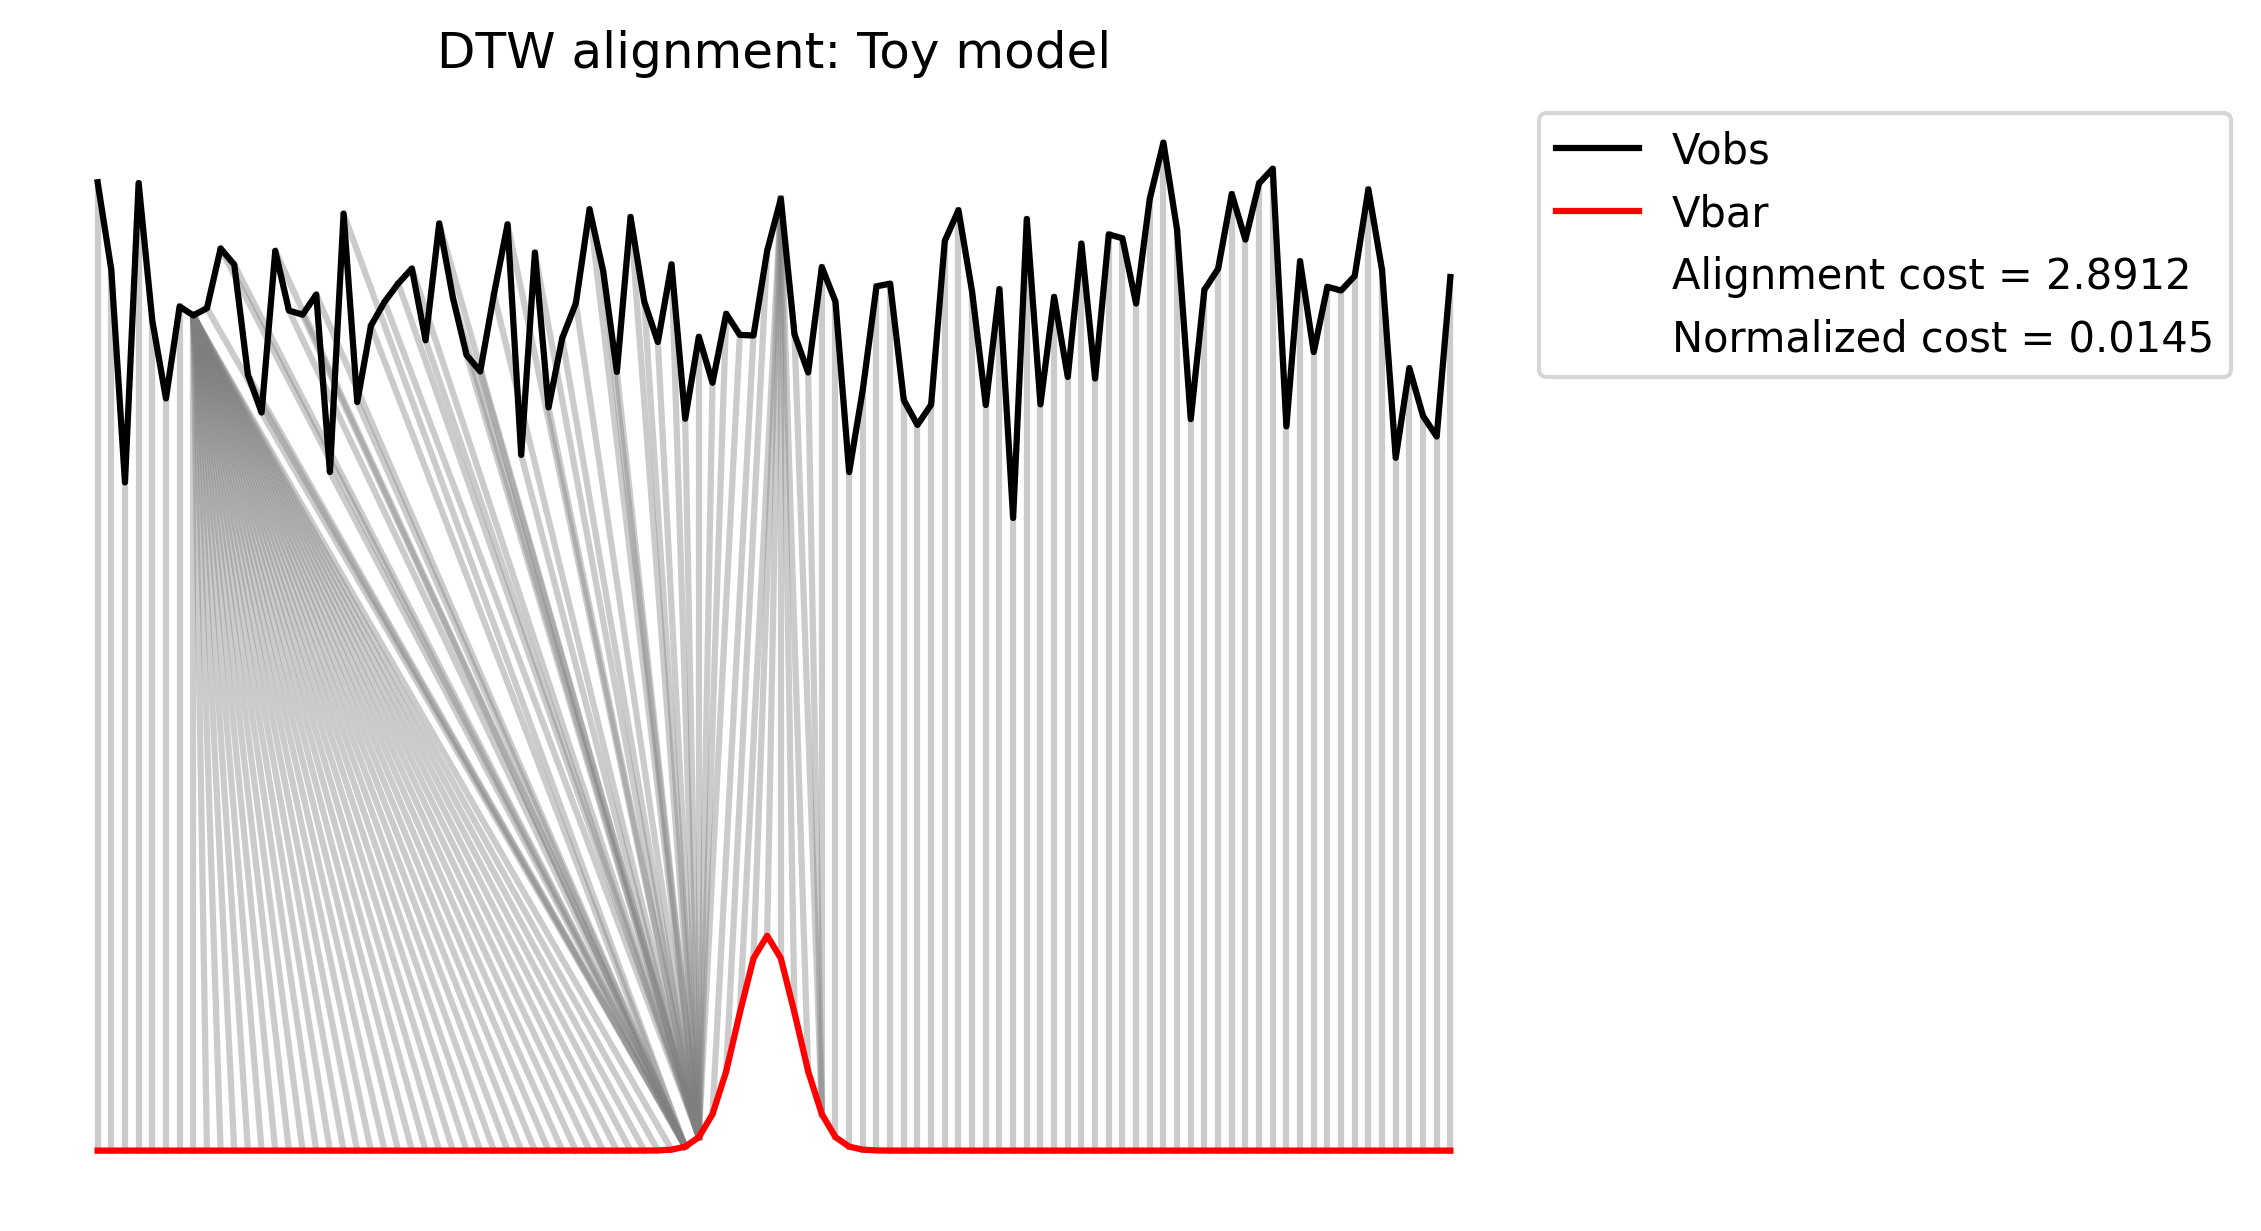 DTW alignment: Toy model
Vobs
Vbar
Alignment cost = 2.8912
Normalized cost = 0.0145